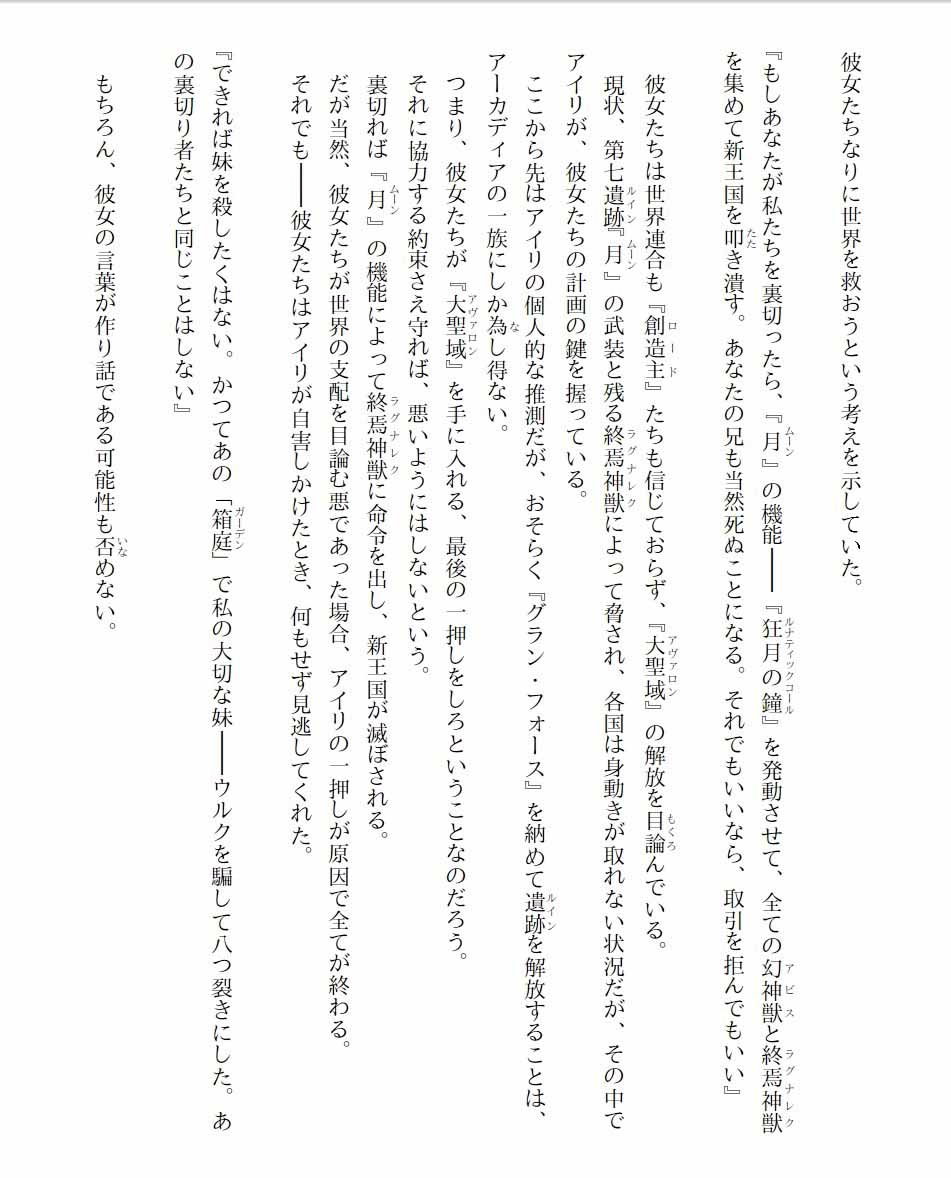 彼女たちなりに世界を救おうという考えを示していた。
『もしあなたが私たちを裏切ったら、『月』の機能――『狂月の鐘』を発動させて、全ての幻神獣と終焉神獣
を集めて新王国を叩き潰す。あなたの兄も当然死ぬことになる。それでもいいなら、取引を拒んでもいい』
彼女たちは世界連合も『創造主』たちも信じておらず、『大聖域』の解放を目論んでいる。
現状、第七遺跡『月』の武装と残る終焉神獣によって脅され、各国は身動きが取れない状況だが、その中で
アイリが、彼女たちの計画の鍵を握っている。
ここから先はアイリの個人的な推測だが、おそらく『グラン・フォース』を納めて遺跡を解放することは、
アーカディアの一族にしか為し得ない。
つまり、彼女たちが『大聖域』を手に入れる、最後の一押しをしろということなのだろう。
それに協力する約束さえ守れば、悪いようにはしないという。
裏切れば『月』の機能によって終焉神獣に命令を出し、新王国が滅ぼされる。
だが当然、彼女たちが世界の支配を目論む悪であった場合、アイリの一押しが原因で全てが終わる。
それでも――彼女たちはアイリが自害しかけたとき、何もせず見逃してくれた。
『できれば妹を殺したくはない。かつてあの「箱庭」で私の大切な妹――ウルクを騙して八つ裂きにした。あ
の裏切り者たちと同じことはしない』
もちろん、彼女の言葉が作り話である可能性も否めない。